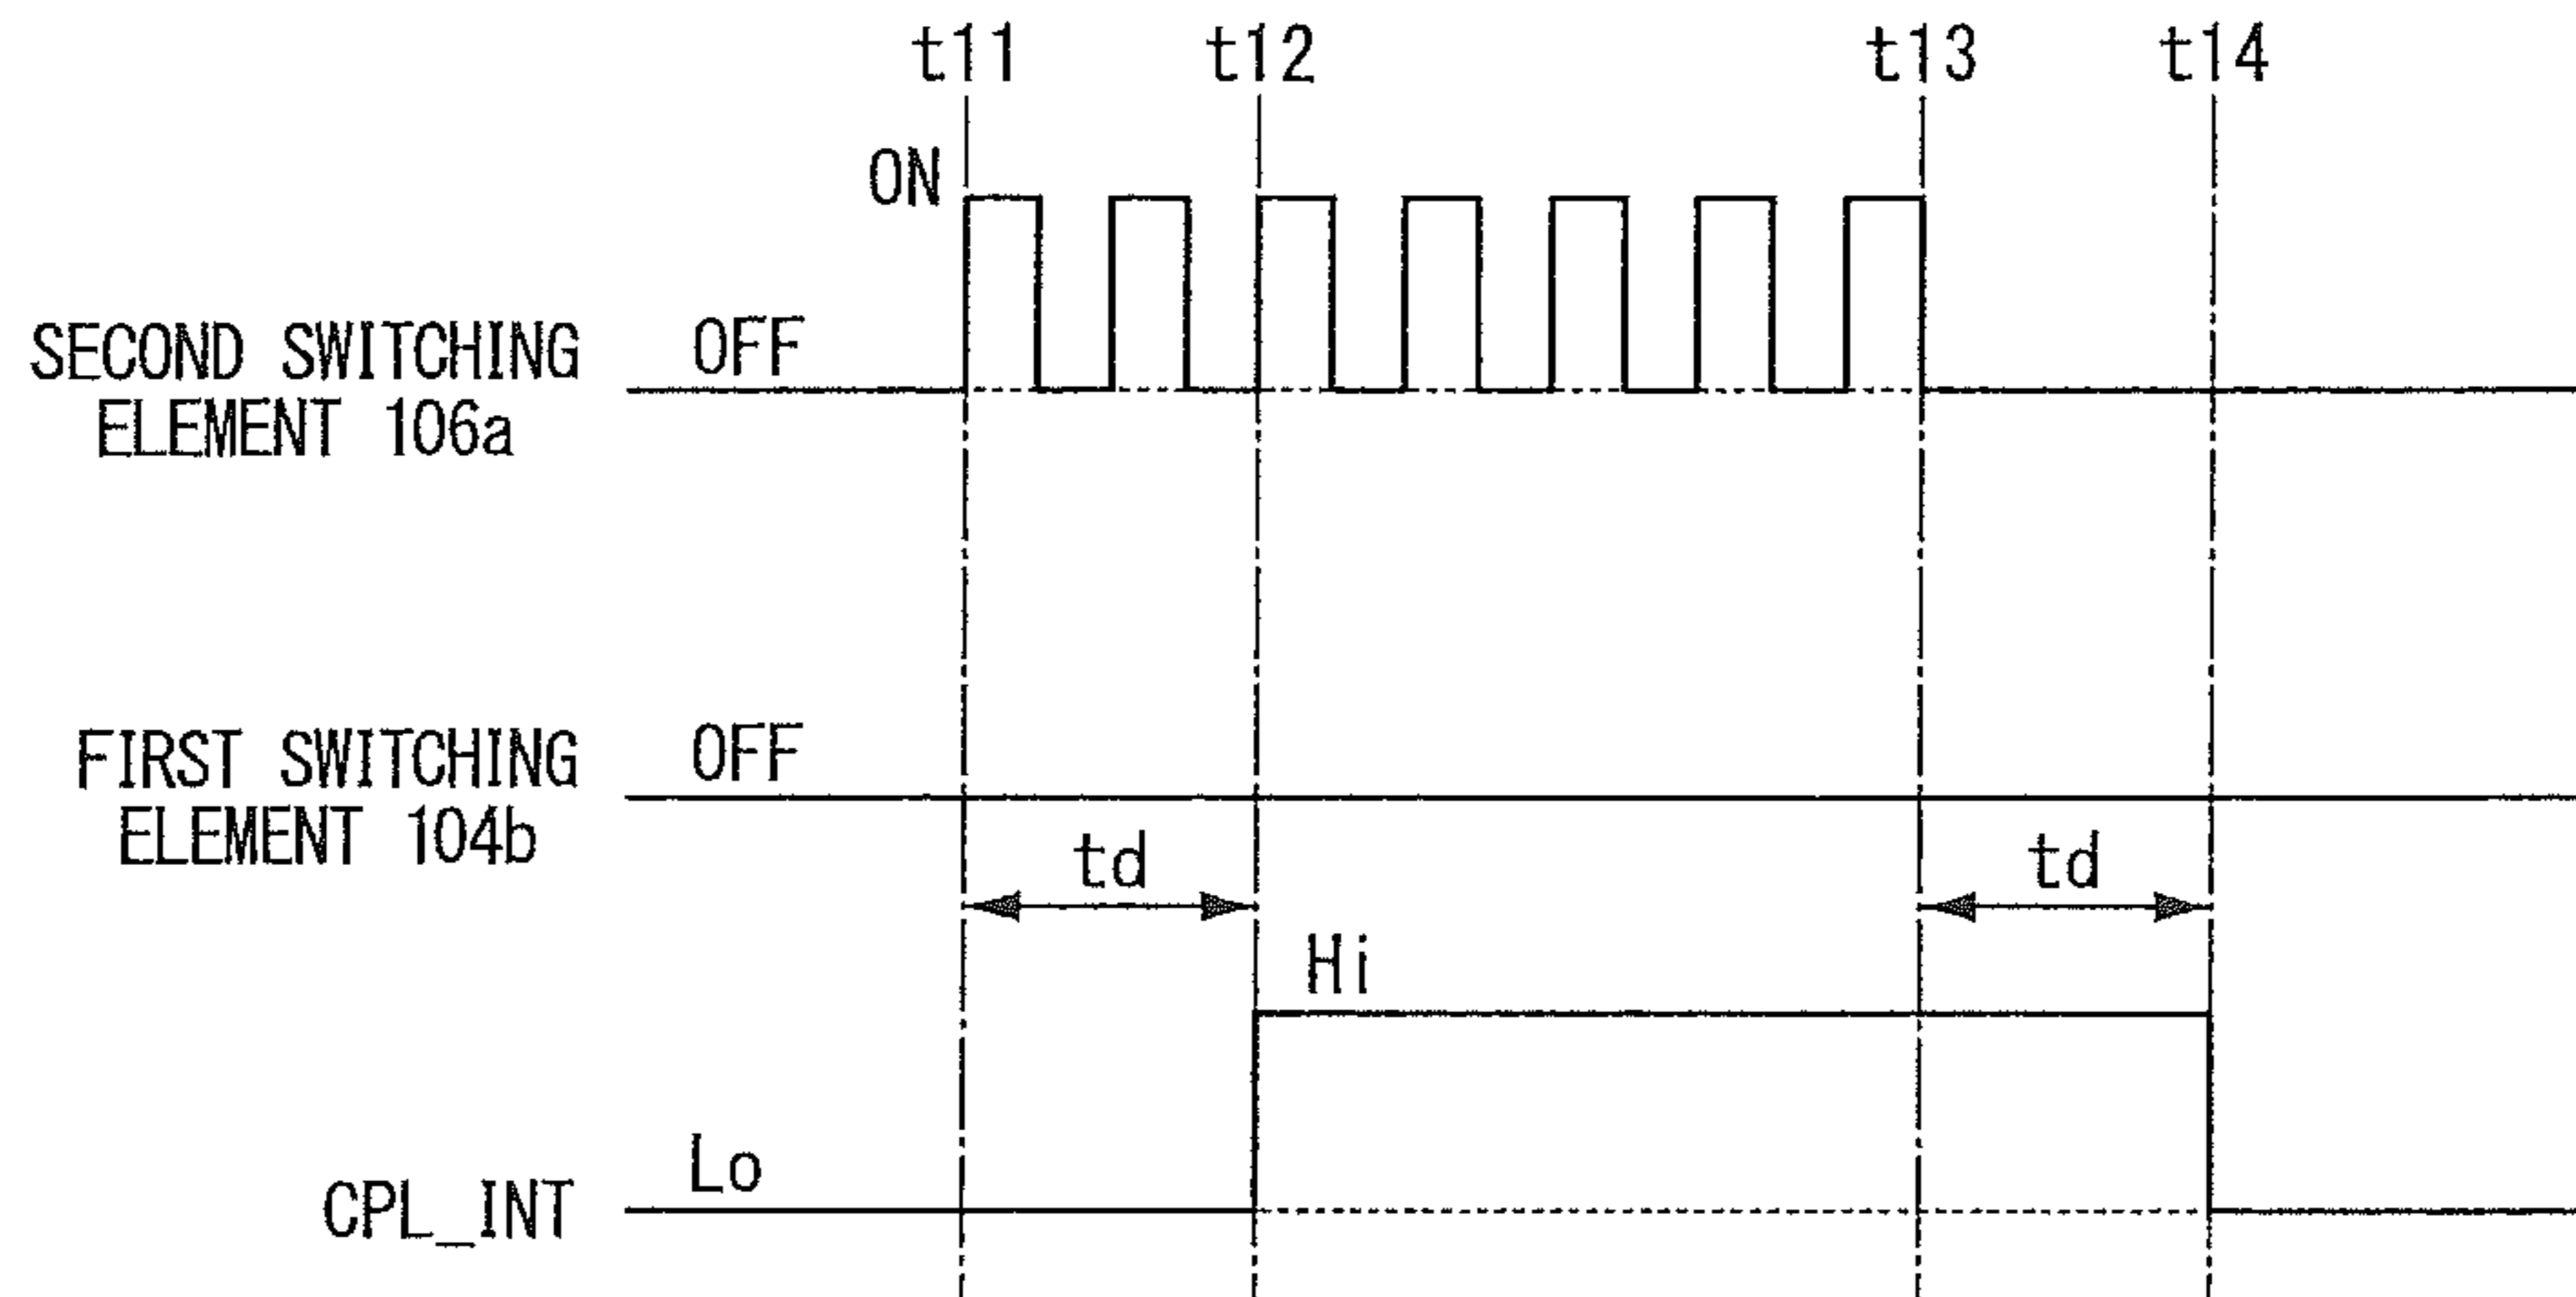 t11 t12 t13 t14
ON
SECOND SWITCHING
ELEMENT 106a
OFF
FIRST SWITCHING
ELEMENT 104b
OFF
td td
Hi
Lo
CPL_INT